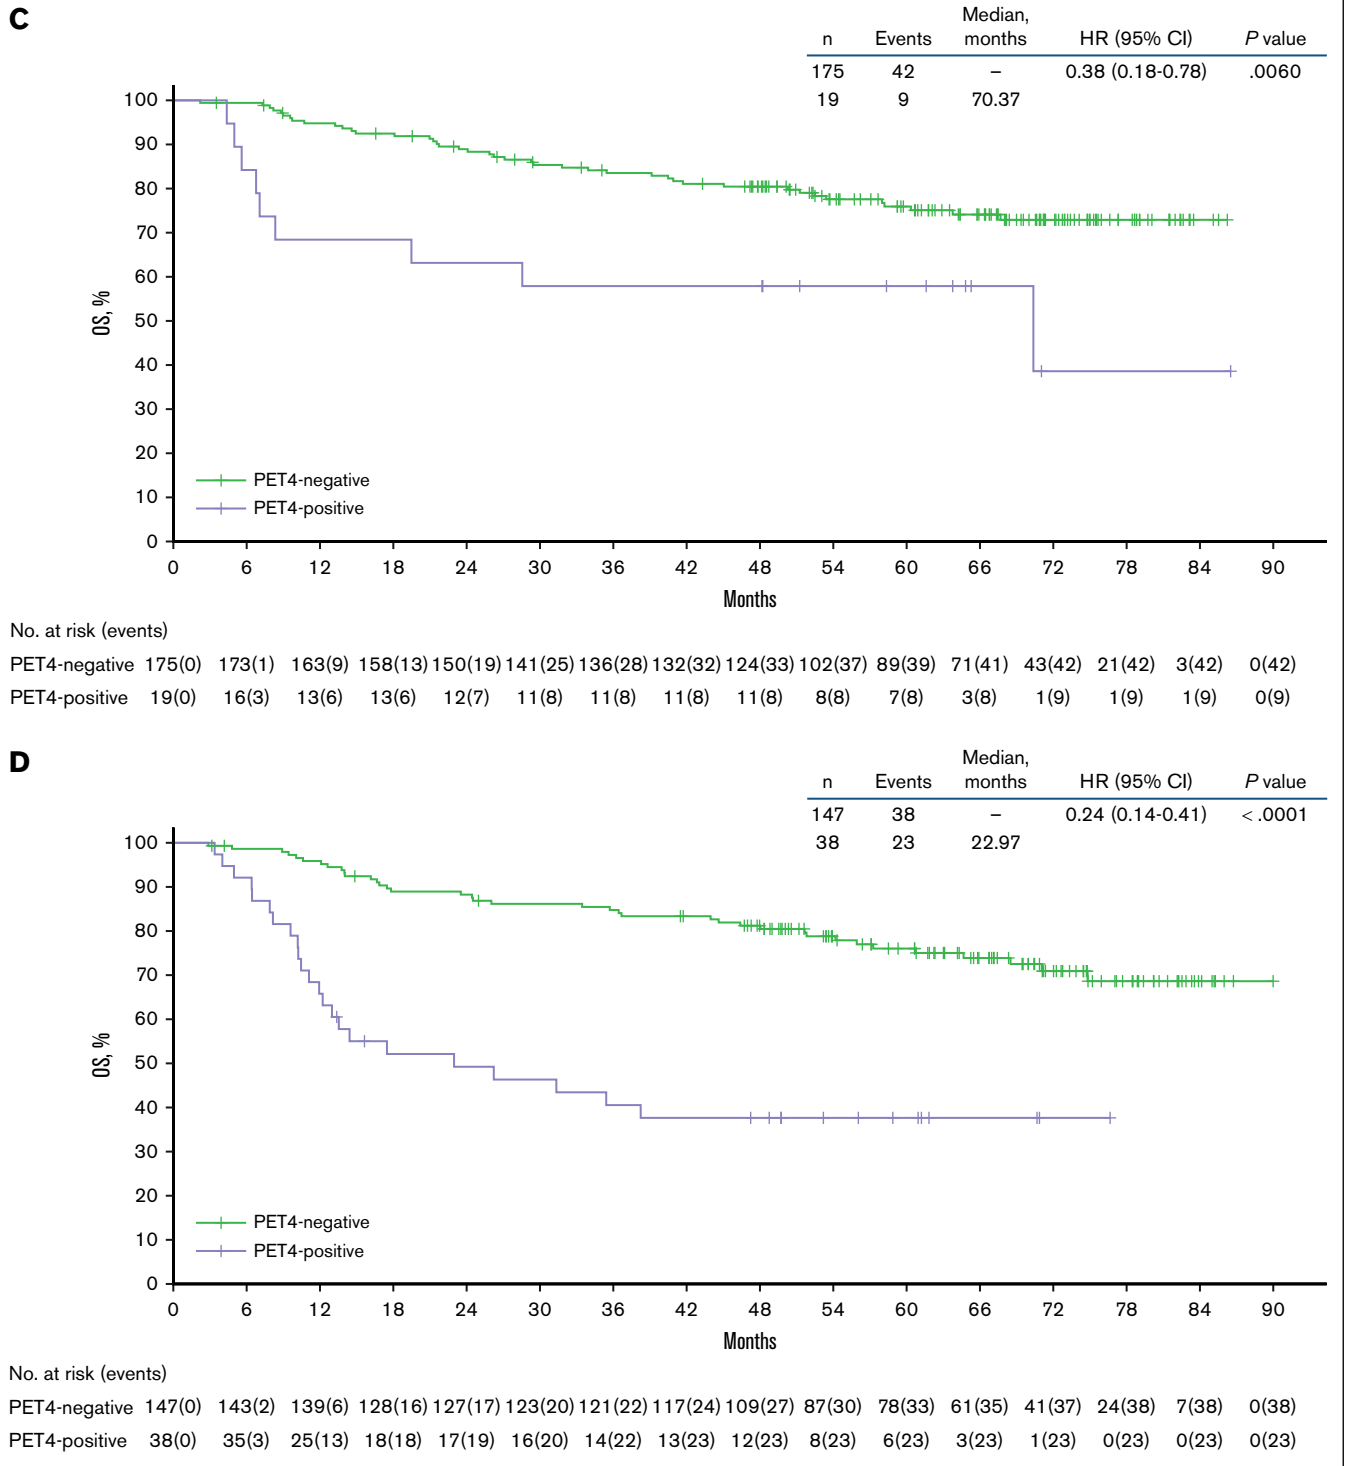 C
Median,
n Events months HR (95% CI) P value
175 42 – 0.38 (0.18-0.78) .0060
19 9 70.37
100
90
80
70
60
50
40
30
20
10
0
OS, %
PET4-negative
PET4-positive
0 6 12 18 24 30 36 42 48 54 60 66 72 78 84 90
Months
No. at risk (events)
PET4-negative 175(0) 173(1) 163(9) 158(13) 150(19) 141(25) 136(28) 132(32) 124(33) 102(37) 89(39) 71(41) 43(42) 21(42) 3(42) 0(42)
PET4-positive 19(0) 16(3) 13(6) 13(6) 12(7) 11(8) 11(8) 11(8) 11(8) 8(8) 7(8) 3(8) 1(9) 1(9) 1(9) 0(9)
D
Median,
n Events months HR (95% CI) P value
147 38 – 0.24 (0.14-0.41) < .0001
38 23 22.97
100
90
80
70
60
50
40
30
20
10
0
OS, %
PET4-negative
PET4-positive
0 6 12 18 24 30 36 42 48 54 60 66 72 78 84 90
Months
No. at risk (events)
PET4-negative 147(0) 143(2) 139(6) 128(16) 127(17) 123(20) 121(22) 117(24) 109(27) 87(30) 78(33) 61(35) 41(37) 24(38) 7(38) 0(38)
PET4-positive 38(0) 35(3) 25(13) 18(18) 17(19) 16(20) 14(22) 13(23) 12(23) 8(23) 6(23) 3(23) 1(23) 0(23) 0(23) 0(23)